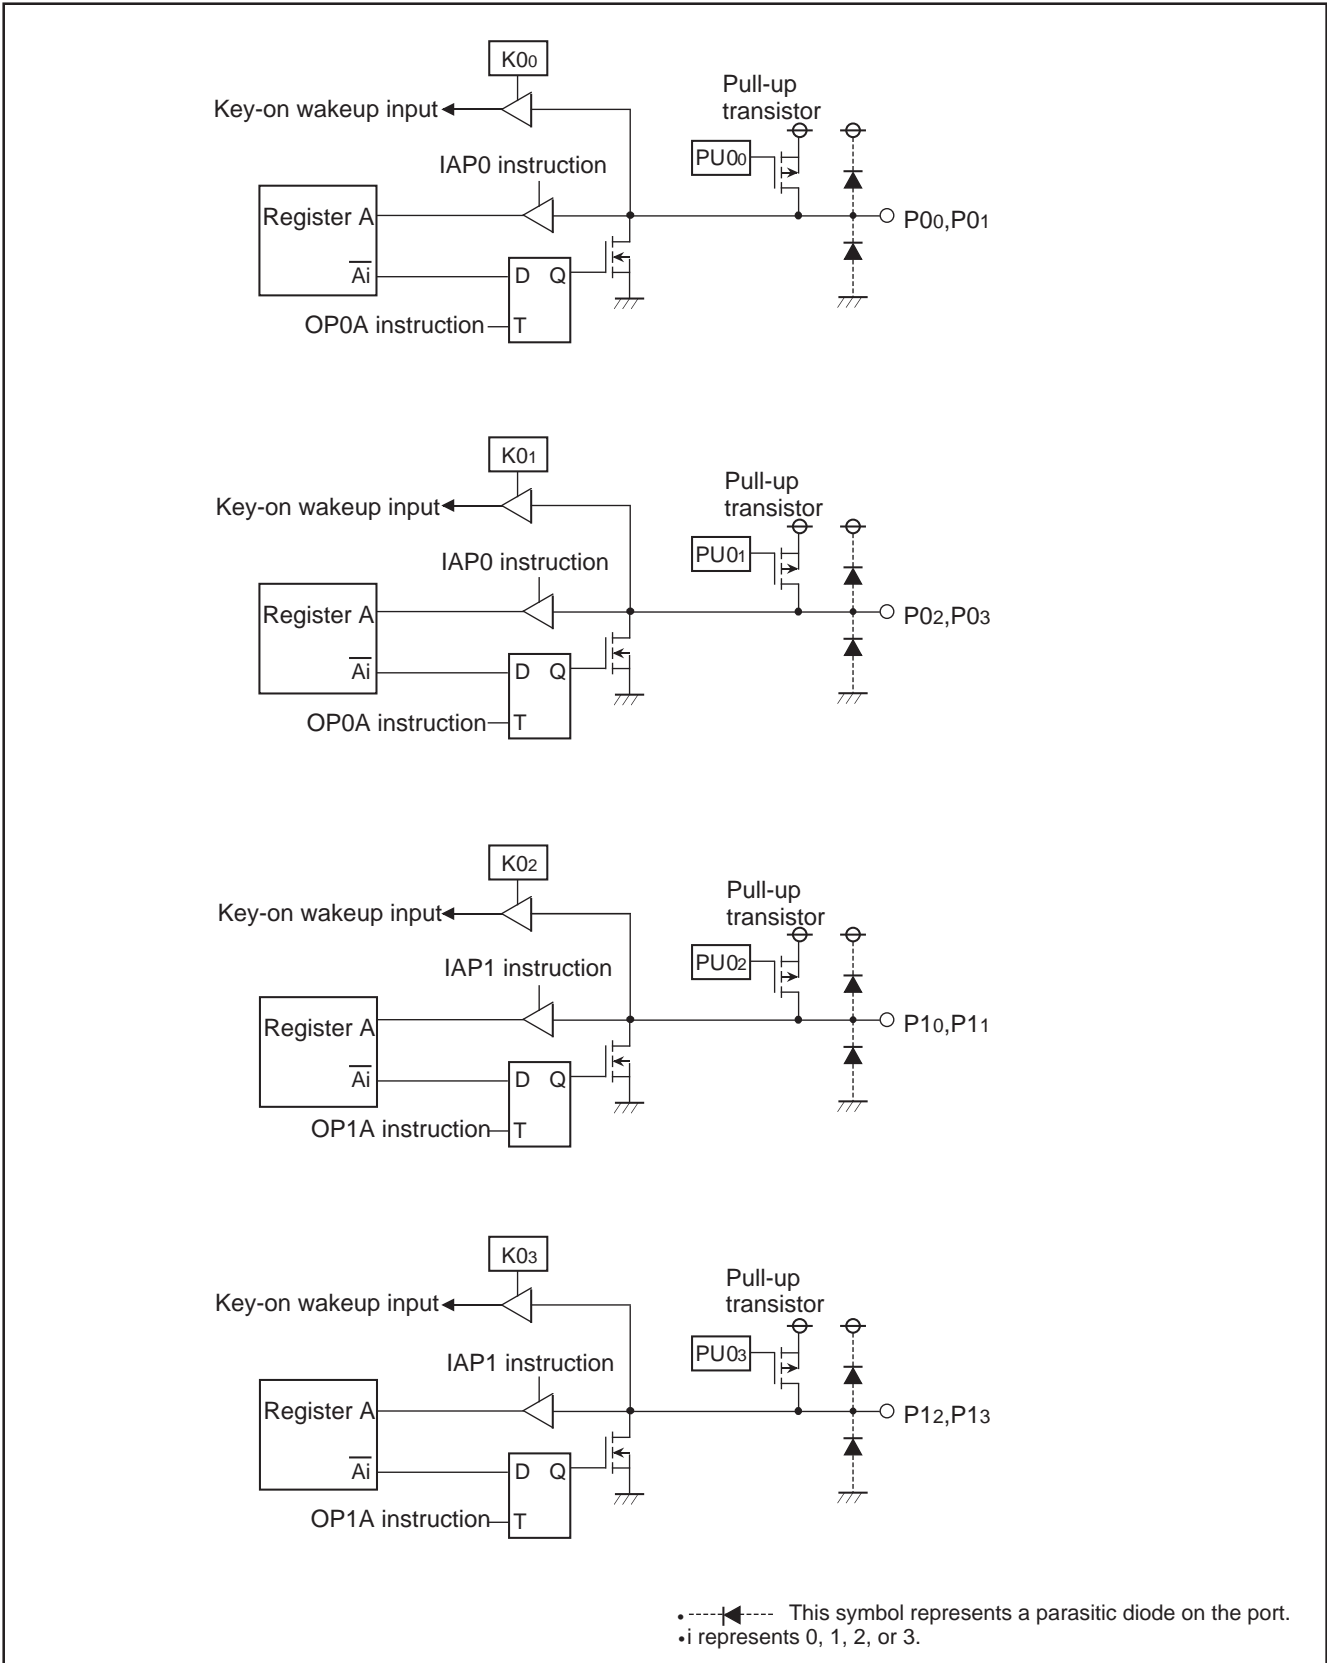 K00
Key-on wakeup input
Pull-up
transistor
PU00
IAP0 instruction
Register A
P00,P01
Ai
D Q
OP0A instruction
T
K01
Key-on wakeup input
Pull-up
transistor
PU01
IAP0 instruction
Register A
P02,P03
Ai
D Q
OP0A instruction
T
K02
Key-on wakeup input
Pull-up
transistor
PU02
IAP1 instruction
Register A
P10,P11
Ai
D Q
OP1A instruction
T
K03
Key-on wakeup input
Pull-up
transistor
PU03
IAP1 instruction
Register A
P12,P13
Ai
D Q
OP1A instruction
T
• This symbol represents a parasitic diode on the port.
•i represents 0, 1, 2, or 3.